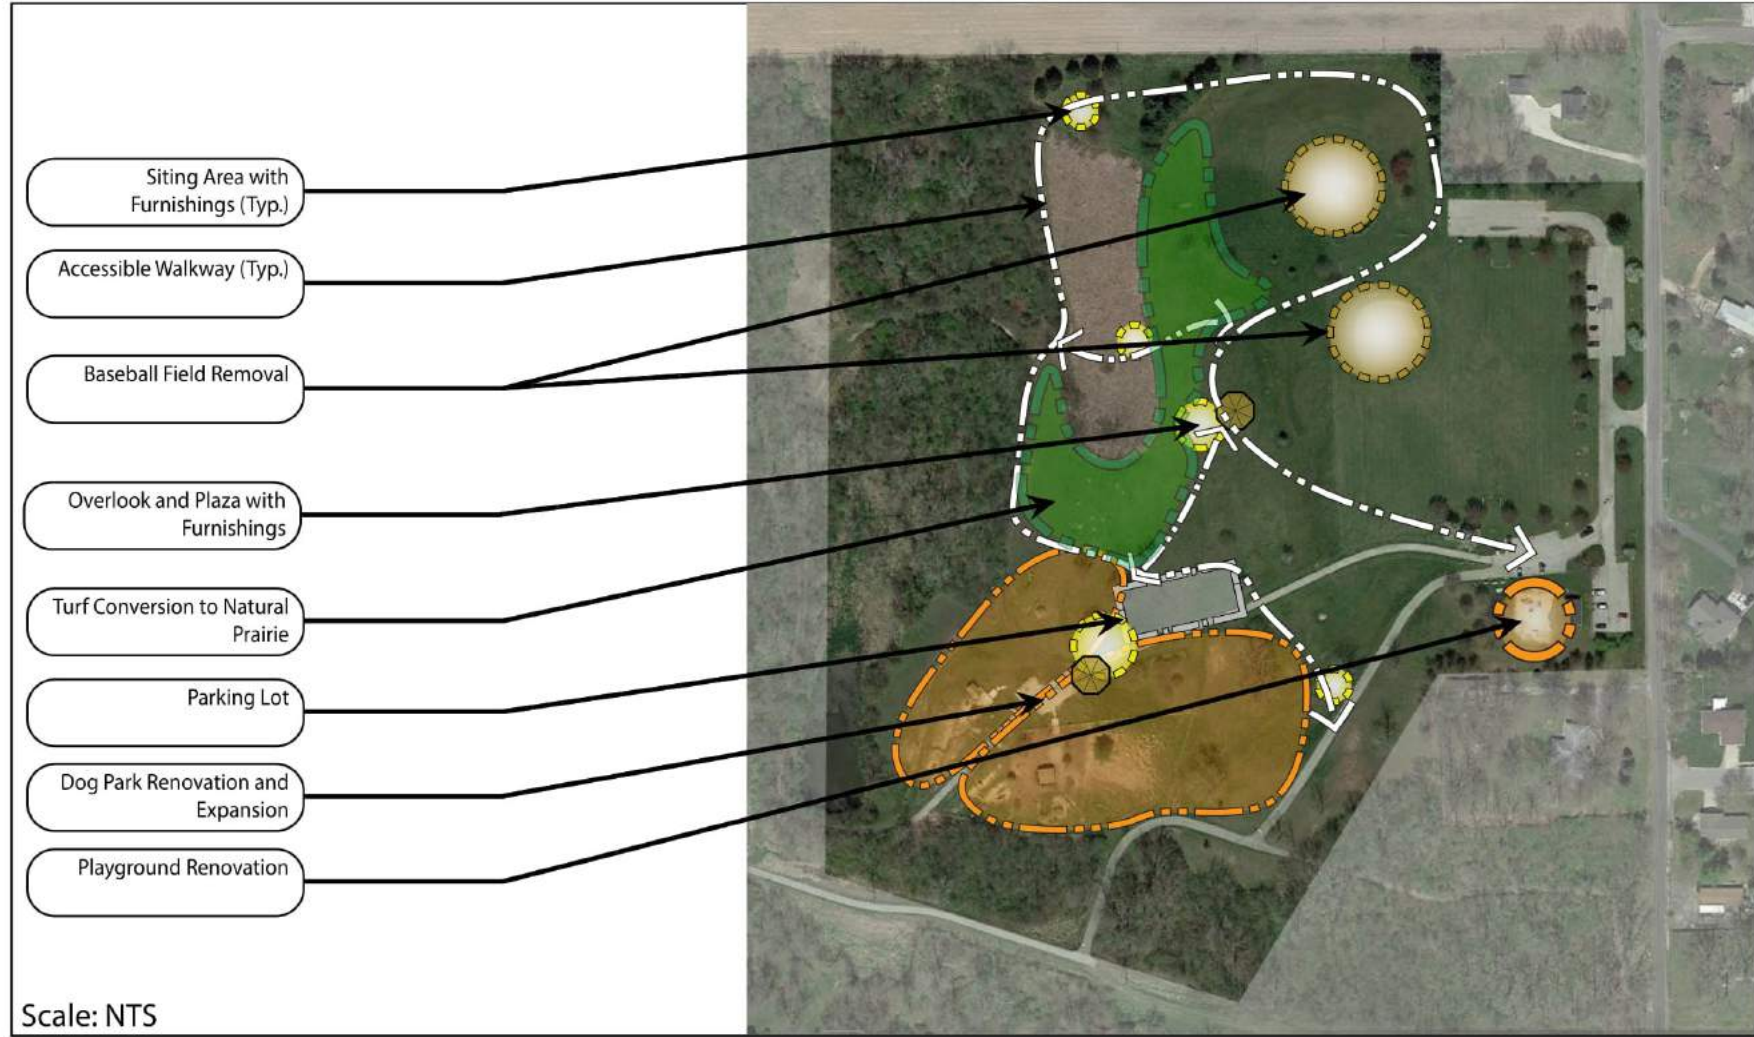 Siting Area with
Furnishings (Typ.)
Accessible Walkway (Typ.)
Baseball Field Removal
Overlook and Plaza with
Furnishings
Turf Conversion to Natural
Prairie
Parking Lot
Dog Park Renovation and
Expansion
Playground Renovation
Scale: NTS